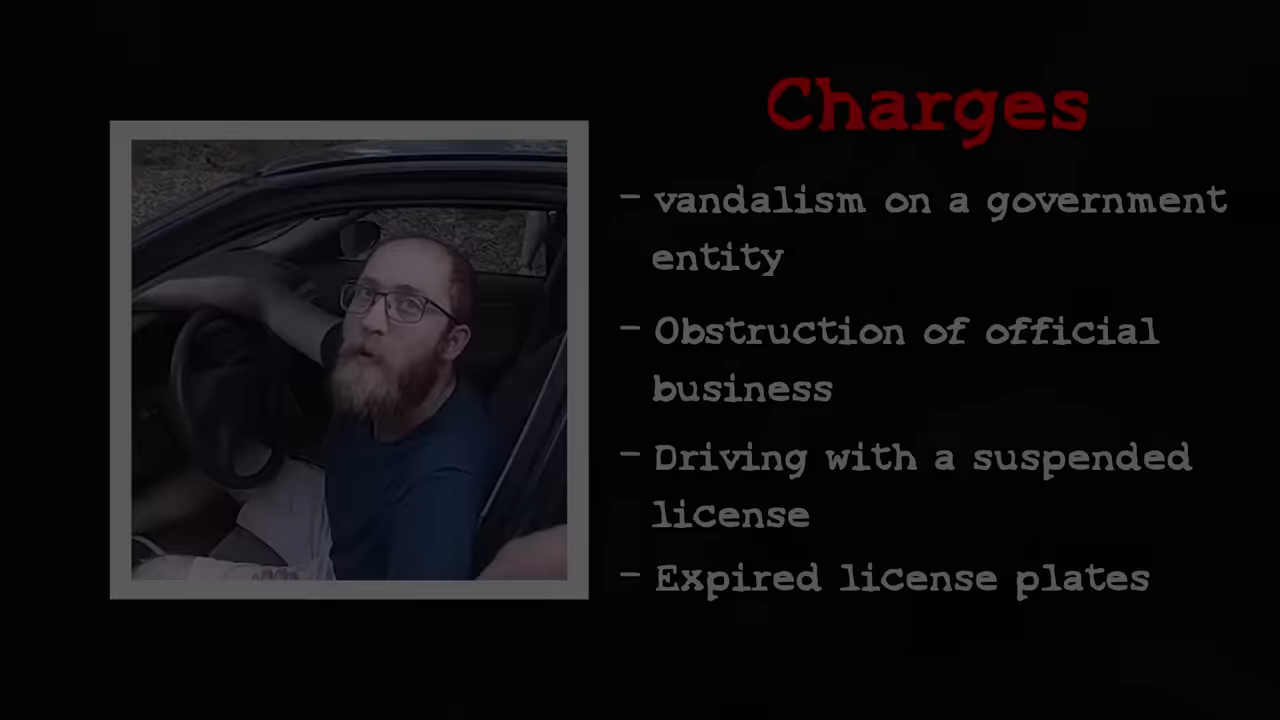 Charges
- vandalism on a government
entity
- Obstruction of official
business
- Driving with a suspended
license
- Expired license plates